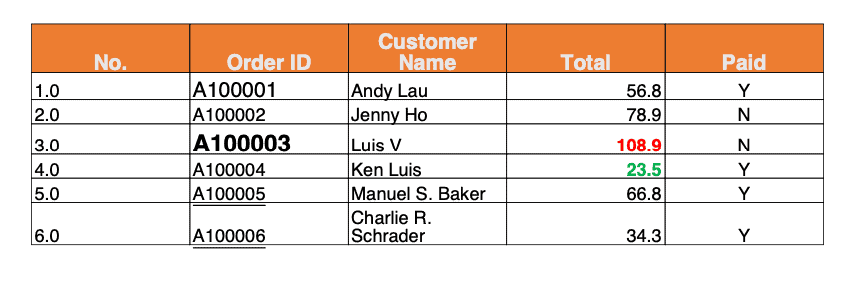 No. Order ID Customer Name Total Paid
1.0 A100001 Andy Lau 56.8 Y
2.0 A100002 Jenny Ho 78.9 N
3.0 A100003 Luis V 108.9 N
4.0 A100004 Ken Luis 23.5 Y
5.0 A100005 Manuel S. Baker 66.8 Y
6.0 A100006 Charlie R. Schrader 34.3 Y